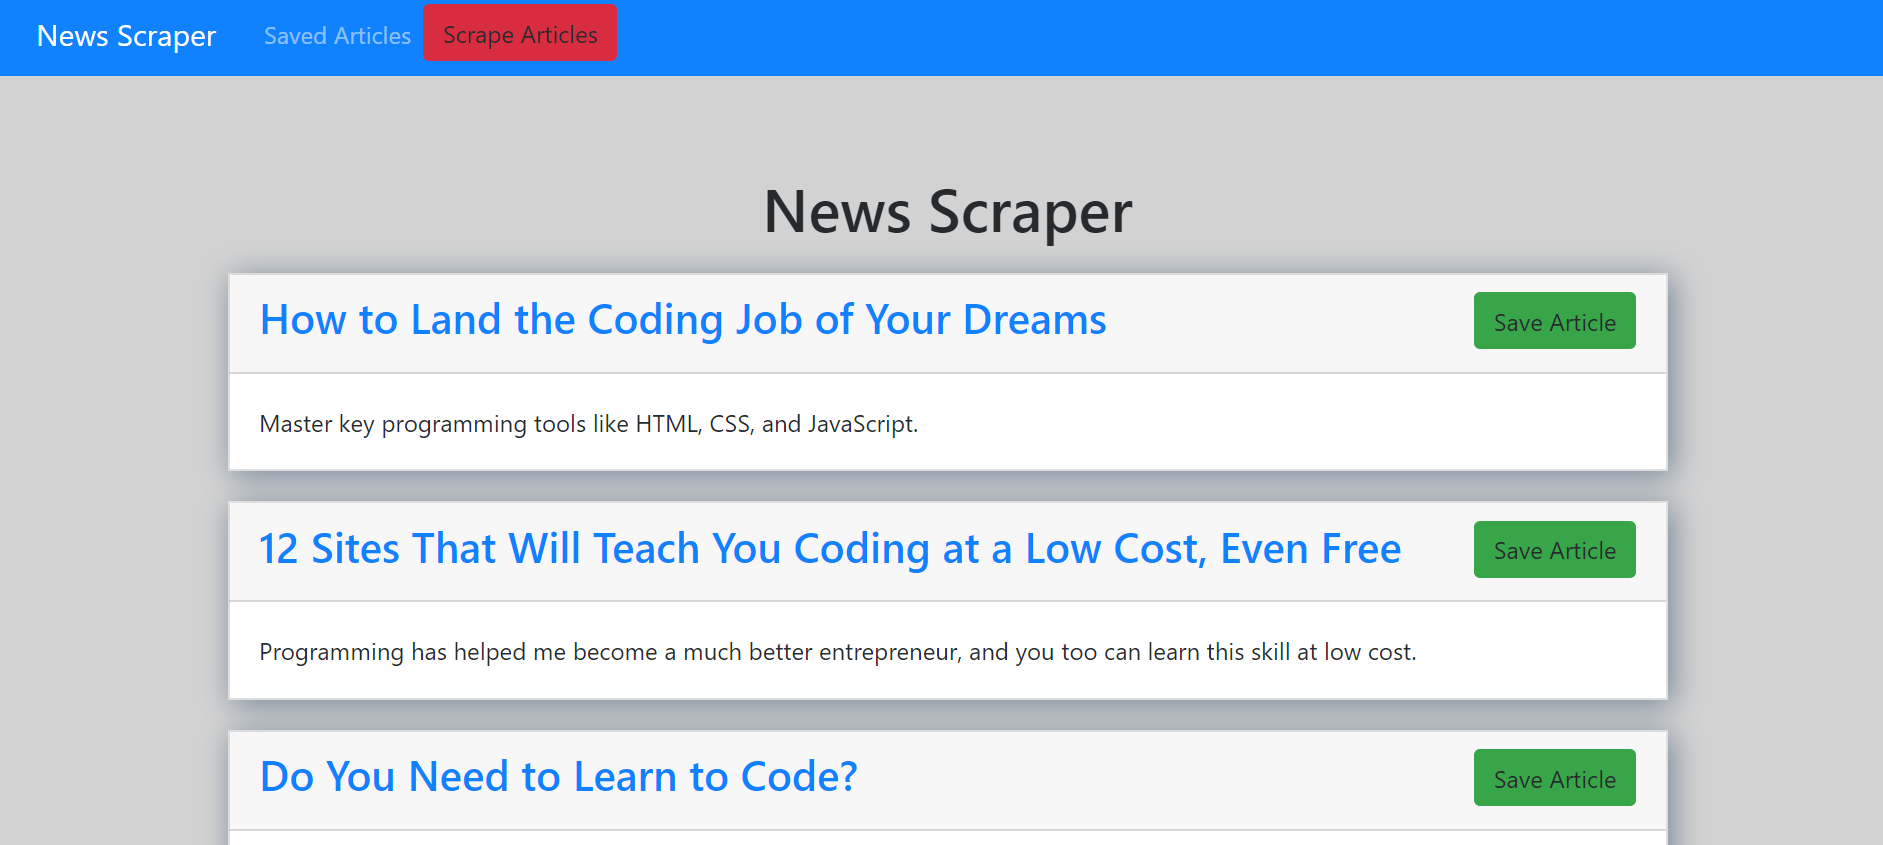 News Scraper Saved Articles Scrape Articles
News Scraper
How to Land the Coding Job of Your Dreams Save Article
Master key programming tools like HTML, CSS, and JavaScript.
12 Sites That Will Teach You Coding at a Low Cost, Even Free Save Article
Programming has helped me become a much better entrepreneur, and you too can learn this skill at low cost.
Do You Need to Learn to Code? Save Article